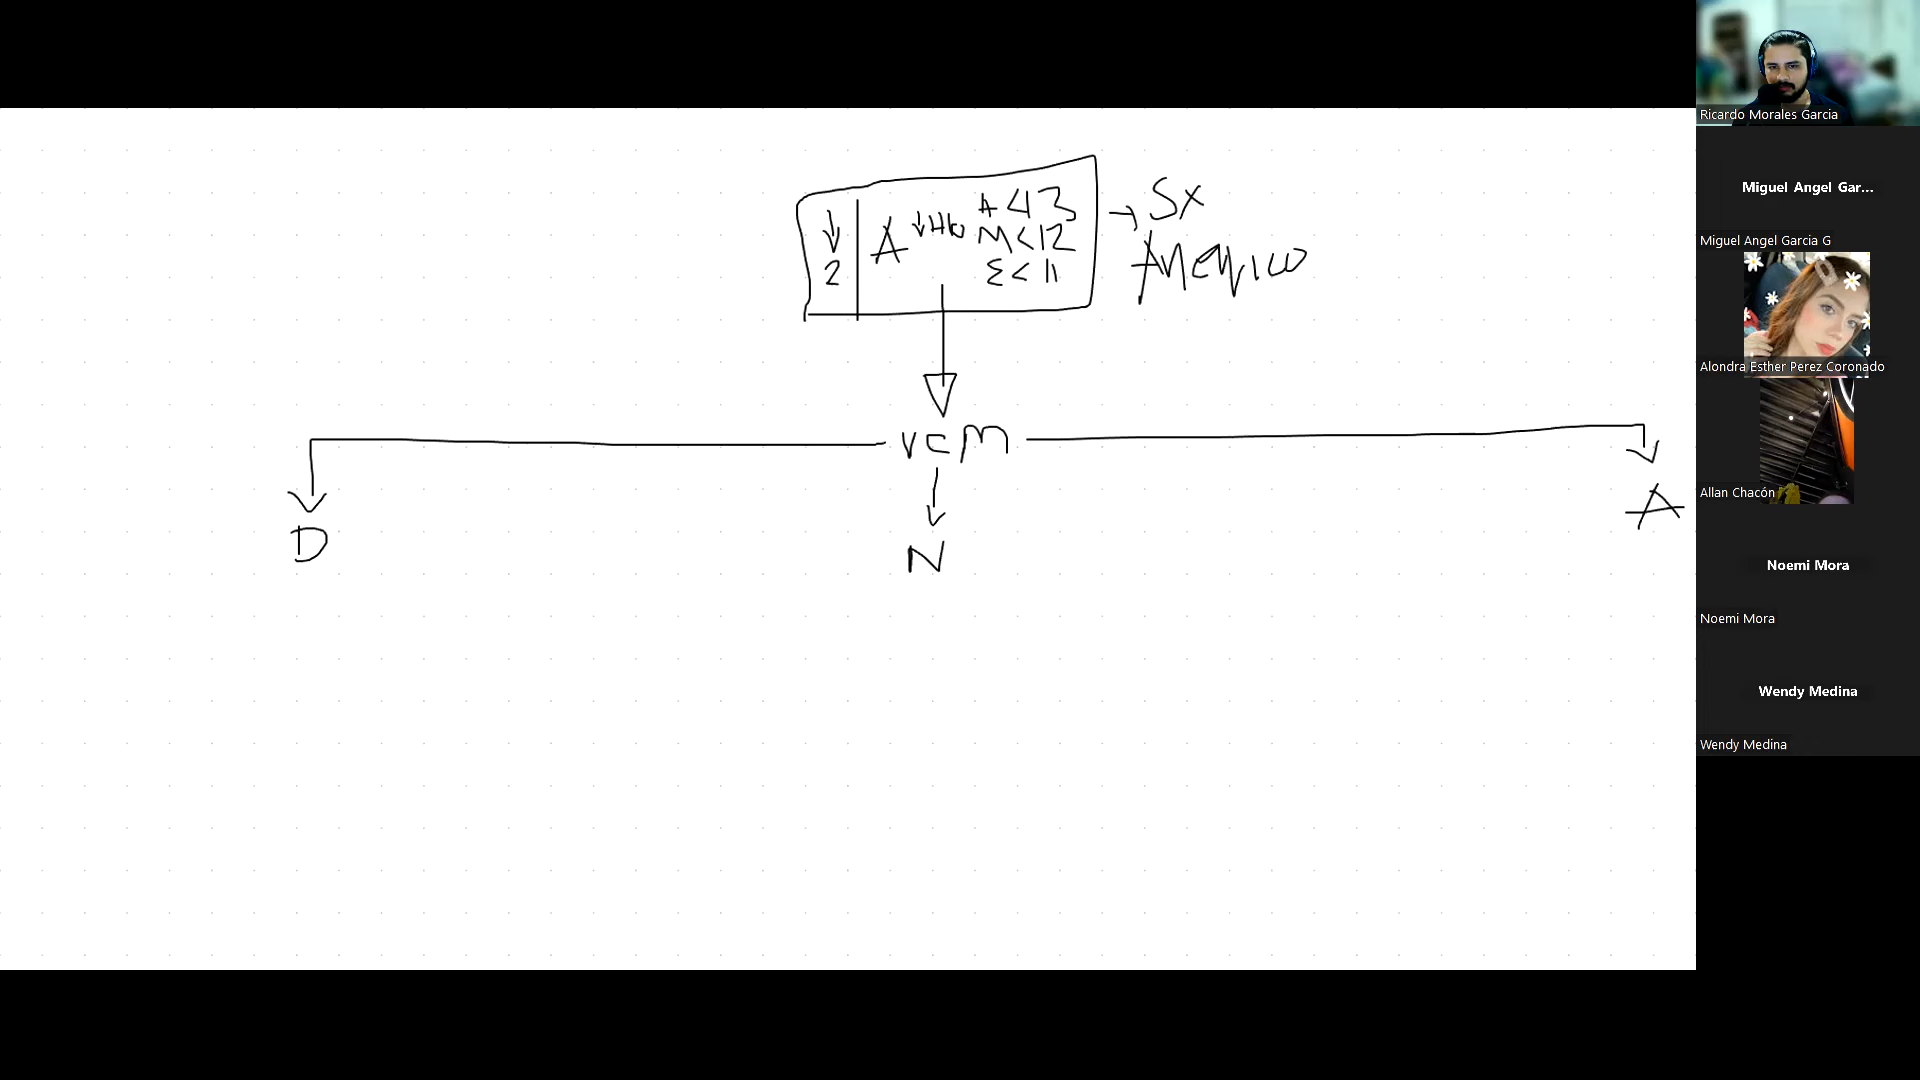 ↓ A ↓Hb A <13
M <12
2 E < 11
→ Sx
Anemico
VCM
D
N
A
Ricardo Morales Garcia
Miguel Angel Gar...
Miguel Angel Garcia G
Alondra Esther Perez Coronado
Allan Chacón
Noemi Mora
Noemi Mora
Wendy Medina
Wendy Medina